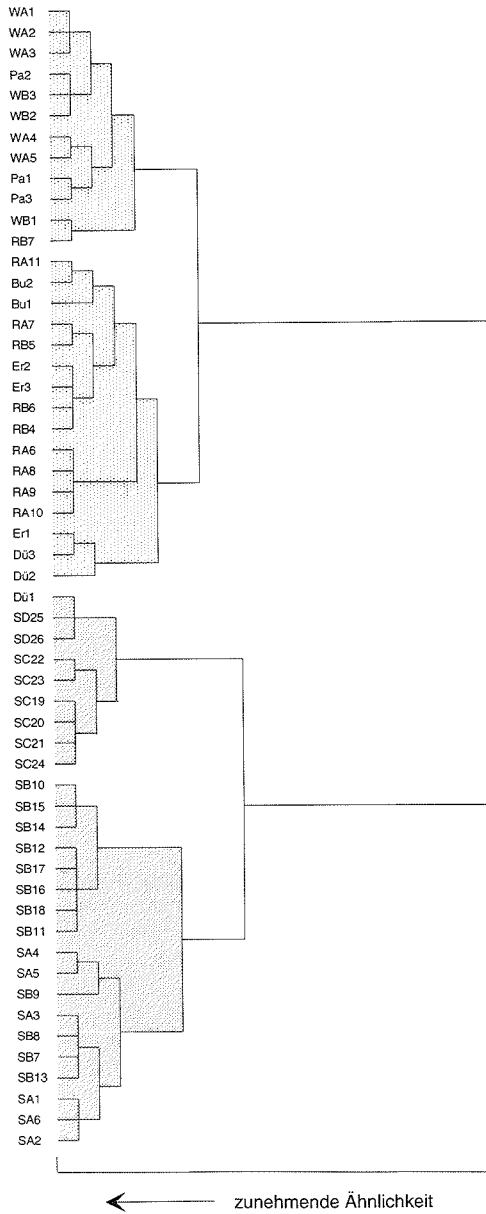 WA1
WA2
WA3
Pa2
WB3
WB2
WA4
WA5
Pa1
Pa3
WB1
RB7
RA11
Bu2
Bu1
RA7
RB5
Er2
Er3
RB6
RB4
RA6
RA8
RA9
RA10
Er1
Dü3
Dü2
Dü1
SD25
SD26
SC22
SC23
SC19
SC20
SC21
SC24
SB10
SB15
SB14
SB12
SB17
SB16
SB18
SB11
SA4
SA5
SB9
SA3
SB8
SB7
SB13
SA1
SA6
SA2
zunehmende Ähnlichkeit